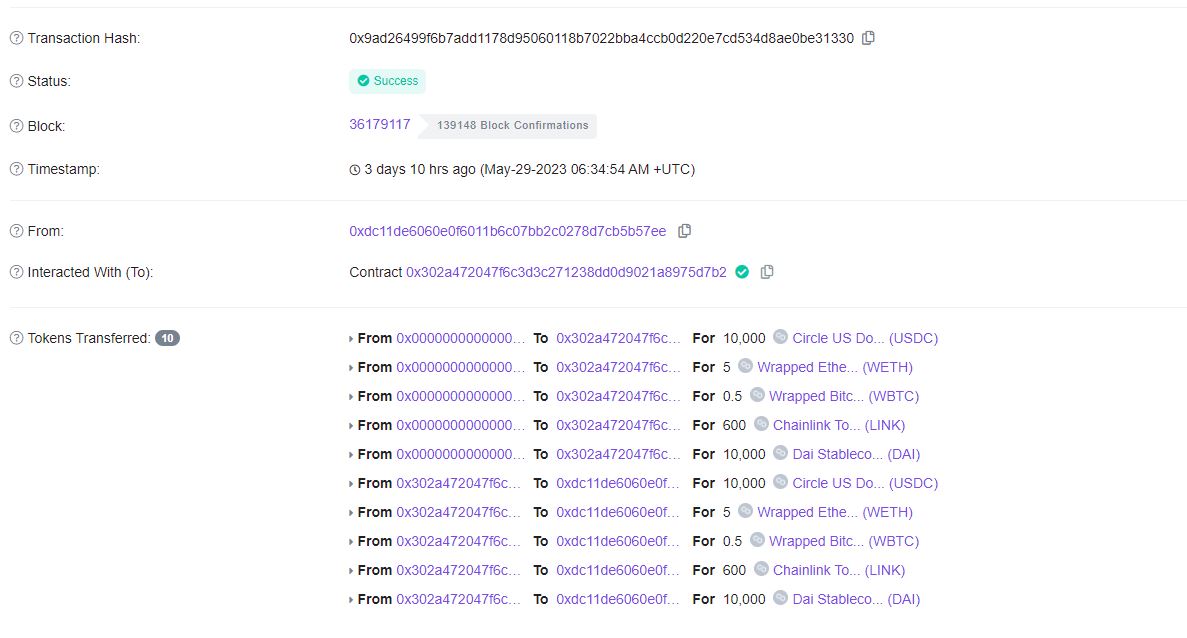 Transaction Hash: 0x9ad26499f6b7add1178d95060118b7022bba4ccb0d220e7cd534d8ae0be31330
Status: Success
Block: 36179117 139148 Block Confirmations
Timestamp: 3 days 10 hrs ago (May-29-2023 06:34:54 AM +UTC)
From: 0xdc11de6060e0f6011b6c07bb2c0278d7cb5b57ee
Interacted With (To): Contract 0x302a472047f6c3d3c271238dd0d9021a8975d7b2
Tokens Transferred: 10 From 0x0000000000000... To 0x302a472047f6c... For 10,000 Circle US Do... (USDC)
From 0x0000000000000... To 0x302a472047f6c... For 5 Wrapped Ethe... (WETH)
From 0x0000000000000... To 0x302a472047f6c... For 0.5 Wrapped Bitc... (WBTC)
From 0x0000000000000... To 0x302a472047f6c... For 600 Chainlink To... (LINK)
From 0x0000000000000... To 0x302a472047f6c... For 10,000 Dai Stableco... (DAI)
From 0x302a472047f6c... To 0xdc11de6060e0f... For 10,000 Circle US Do... (USDC)
From 0x302a472047f6c... To 0xdc11de6060e0f... For 5 Wrapped Ethe... (WETH)
From 0x302a472047f6c... To 0xdc11de6060e0f... For 0.5 Wrapped Bitc... (WBTC)
From 0x302a472047f6c... To 0xdc11de6060e0f... For 600 Chainlink To... (LINK)
From 0x302a472047f6c... To 0xdc11de6060e0f... For 10,000 Dai Stableco... (DAI)